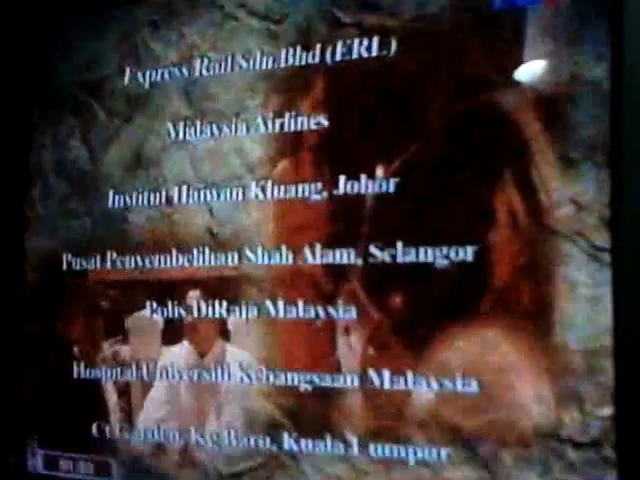 Express Rail Sdn.Bhd (ERL)
Malaysia Airlines
Institut Haiwan Kluang, Johor
Pusat Penyembelihan Shah Alam, Selangor
Polis DiRaja Malaysia
Hospital Universiti Kebangsaan Malaysia
Kg Baru, Kuala Lumpur